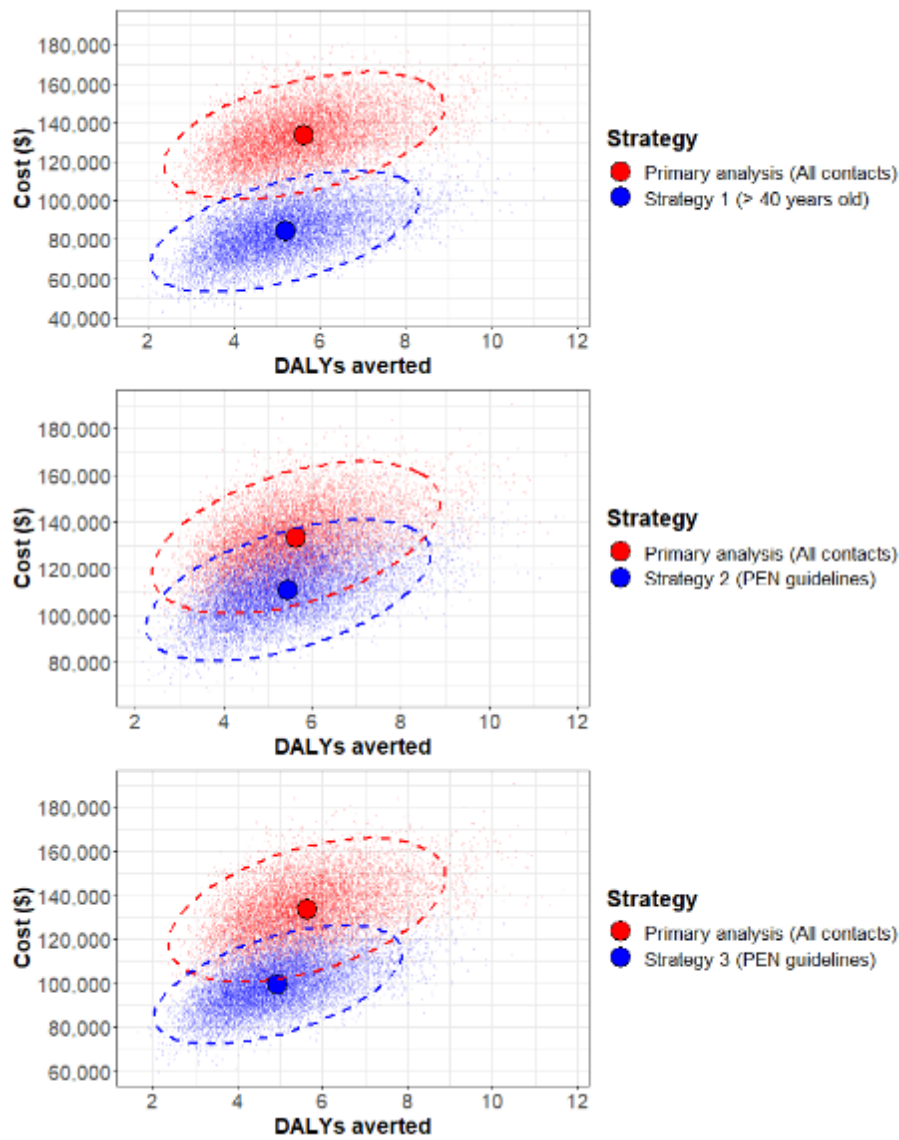 180,000
160,000
140,000
120,000
100,000
80,000
60,000
40,000
Cost ($)
2 4 6 8 10 12
DALYs averted
Strategy
Primary analysis (All contacts)
Strategy 1 (> 40 years old)
180,000
160,000
140,000
120,000
100,000
80,000
Cost ($)
2 4 6 8 10 12
DALYs averted
Strategy
Primary analysis (All contacts)
Strategy 2 (PEN guidelines)
180,000
160,000
140,000
120,000
100,000
80,000
60,000
Cost ($)
2 4 6 8 10 12
DALYs averted
Strategy
Primary analysis (All contacts)
Strategy 3 (PEN guidelines)